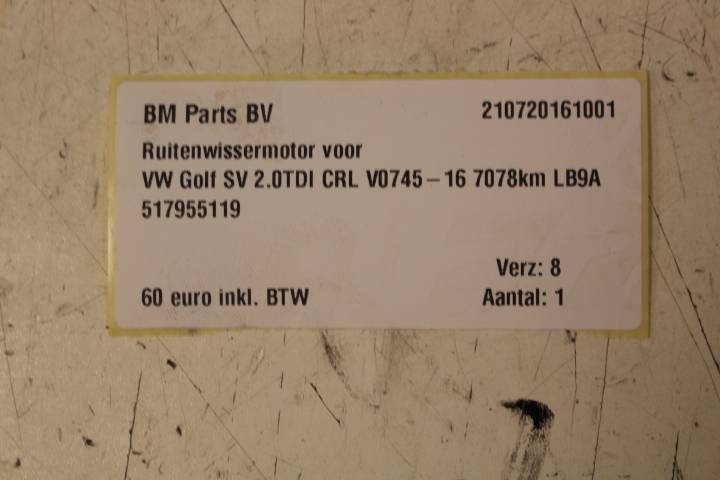 BM Parts BV 210720161001
Ruitenwissermotor voor
VW Golf SV 2.0TDI CRL V0745-16 7078km LB9A
517955119
Verz: 8
60 euro inkl. BTW Aantal: 1